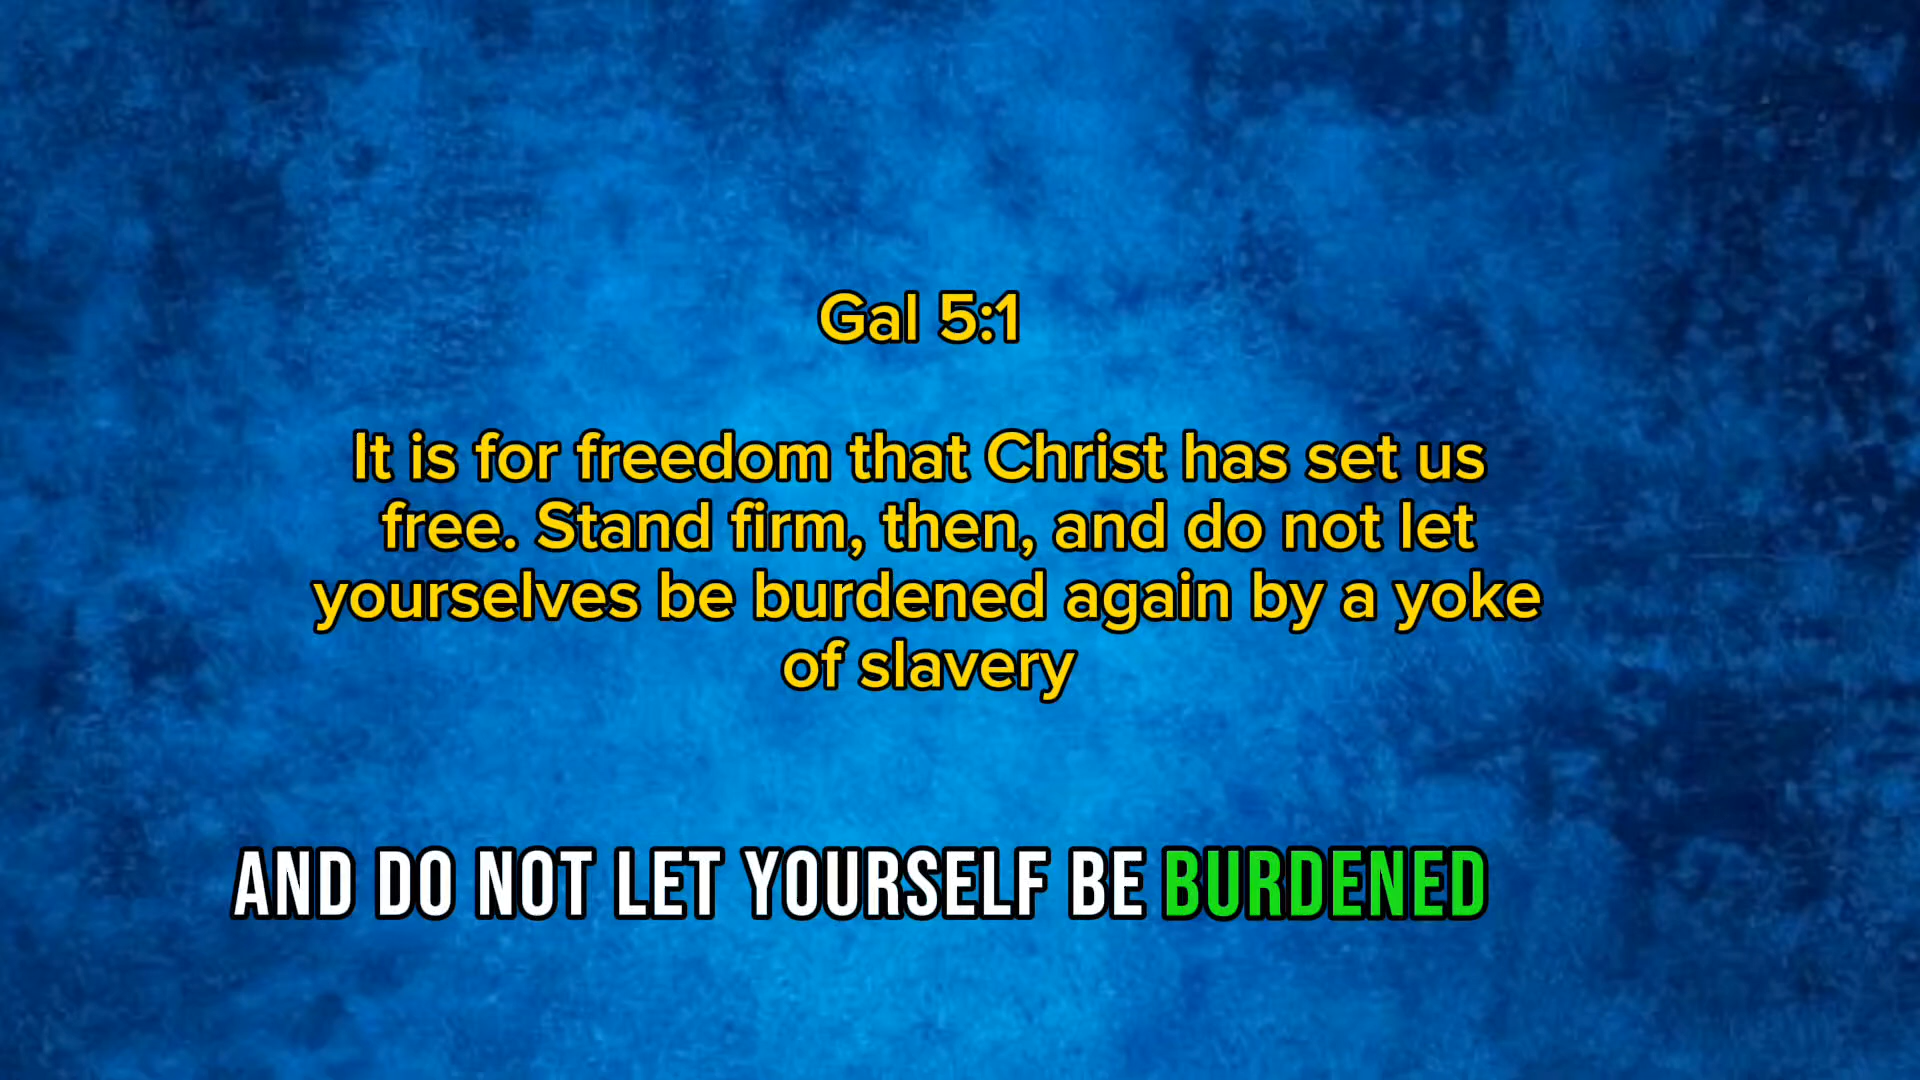 Gal 5:1
It is for freedom that Christ has set us
free. Stand firm, then, and do not let
yourselves be burdened again by a yoke
of slavery
AND DO NOT LET YOURSELF BE BURDENED